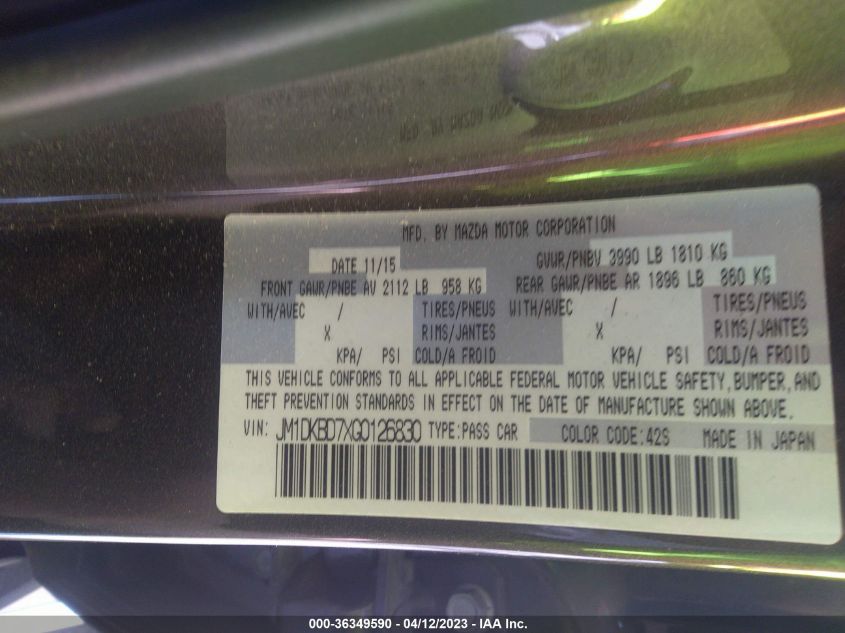 MFD. BY MAZDA MOTOR CORPORATION
DATE 11/15 GVWR/PNBV 3990 LB 1810 KG
FRONT GAWR/PNBE AV 2112 LB 958 KG REAR GAWR/PNBE AR 1896 LB 860 KG
WITH/AVEC / TIRES/PNEUS WITH/AVEC / TIRES/PNEUS
X RIMS/JANTES X RIMS/JANTES
KPA/ PSI COLD/A FROID KPA/ PSI COLD/A FROID
THIS VEHICLE CONFORMS TO ALL APPLICABLE FEDERAL MOTOR VEHICLE SAFETY, BUMPER, AND
THEFT PREVENTION STANDARDS IN EFFECT ON THE DATE OF MANUFACTURE SHOWN ABOVE.
VIN: JM1DKBD7XG0126830 TYPE:PASS CAR COLOR CODE:42S MADE IN JAPAN
000-36349590 - 04/12/2023 - IAA Inc.